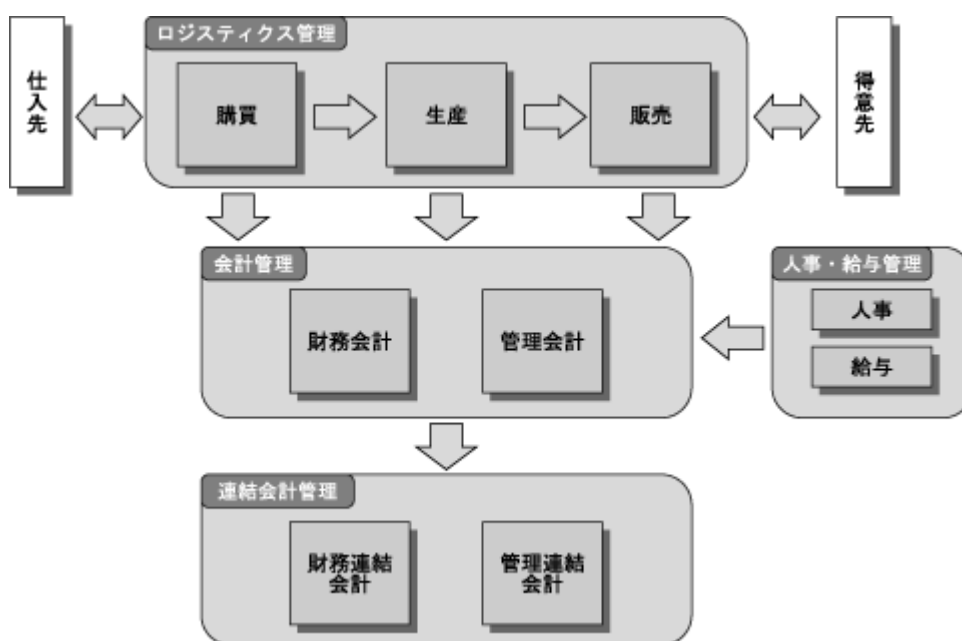 ロジスティクス管理
仕入先
購買
生産
販売
得意先
会計管理
財務会計
管理会計
人事・給与管理
人事
給与
連結会計管理
財務連結
会計
管理連結
会計